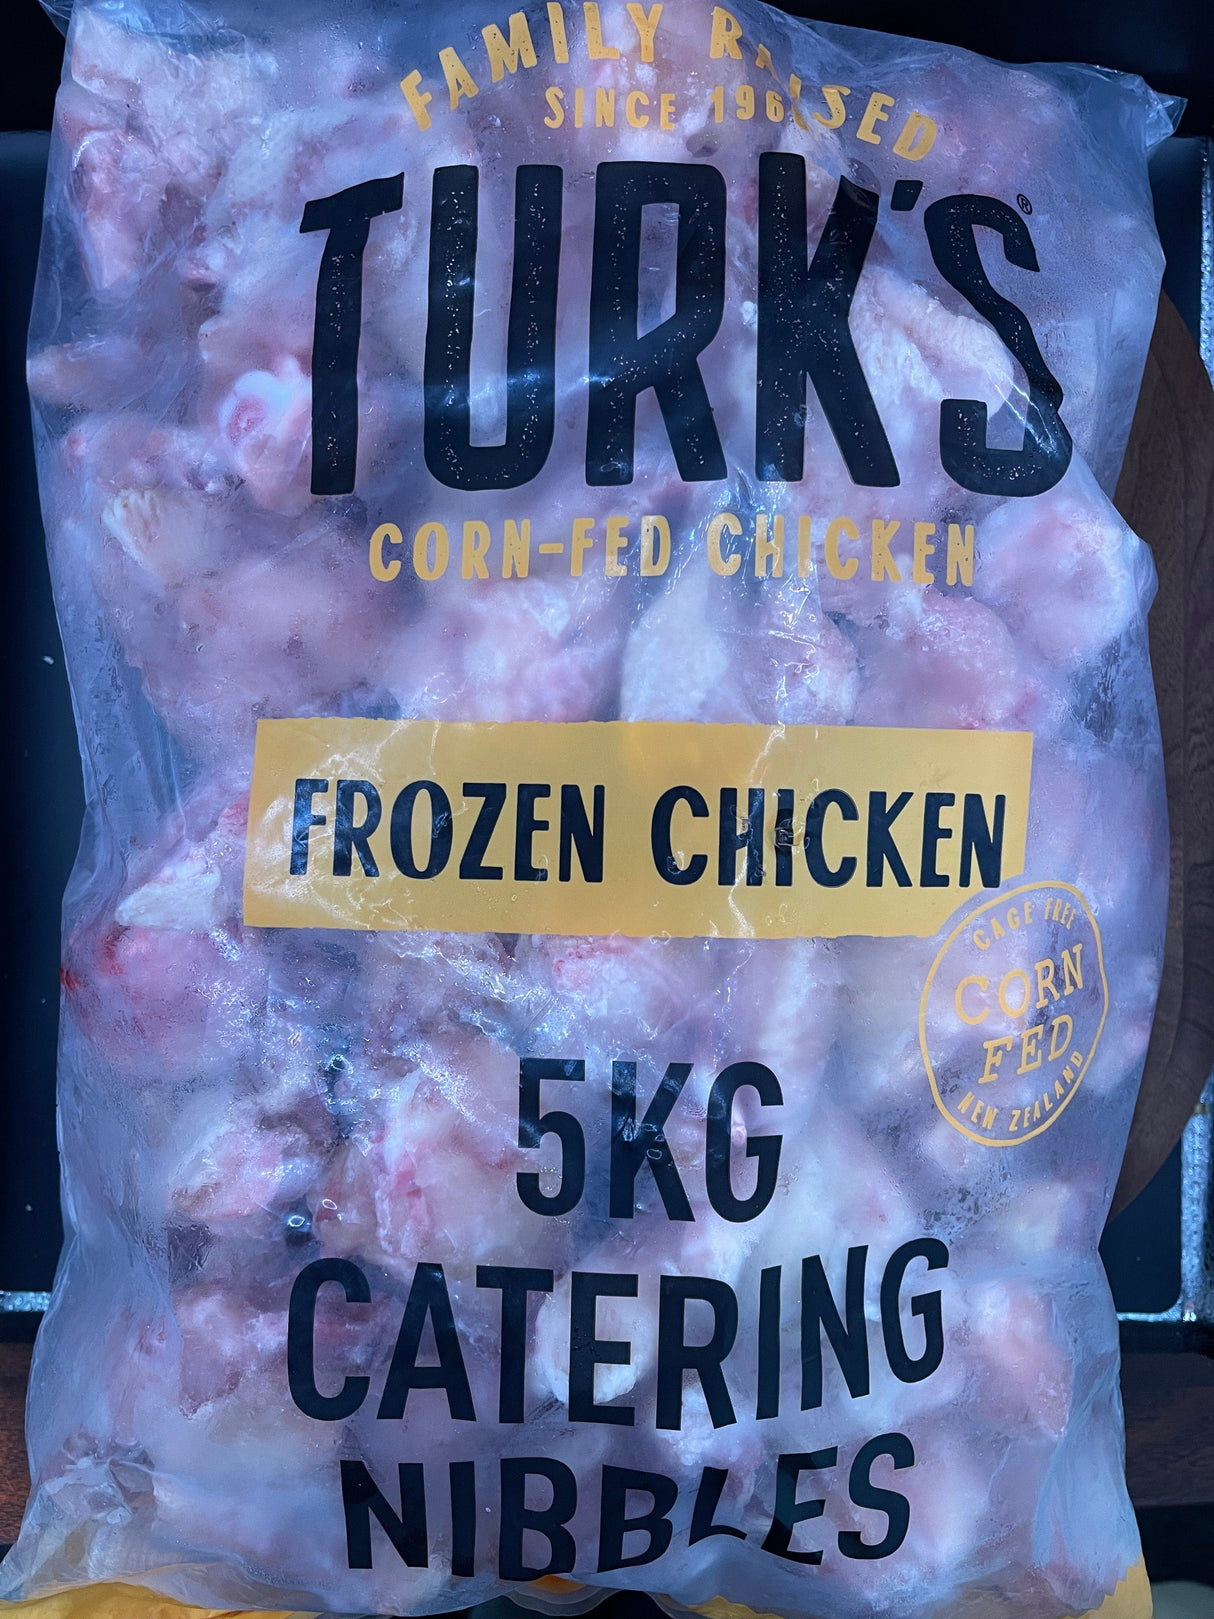 FAMILY RAISED
SINCE 196
TURK'S®
CORN-FED CHICKEN
FROZEN CHICKEN
CAGE FREE
CORN
FED
NEW ZEALAND
5KG
CATERING
NIBBLES